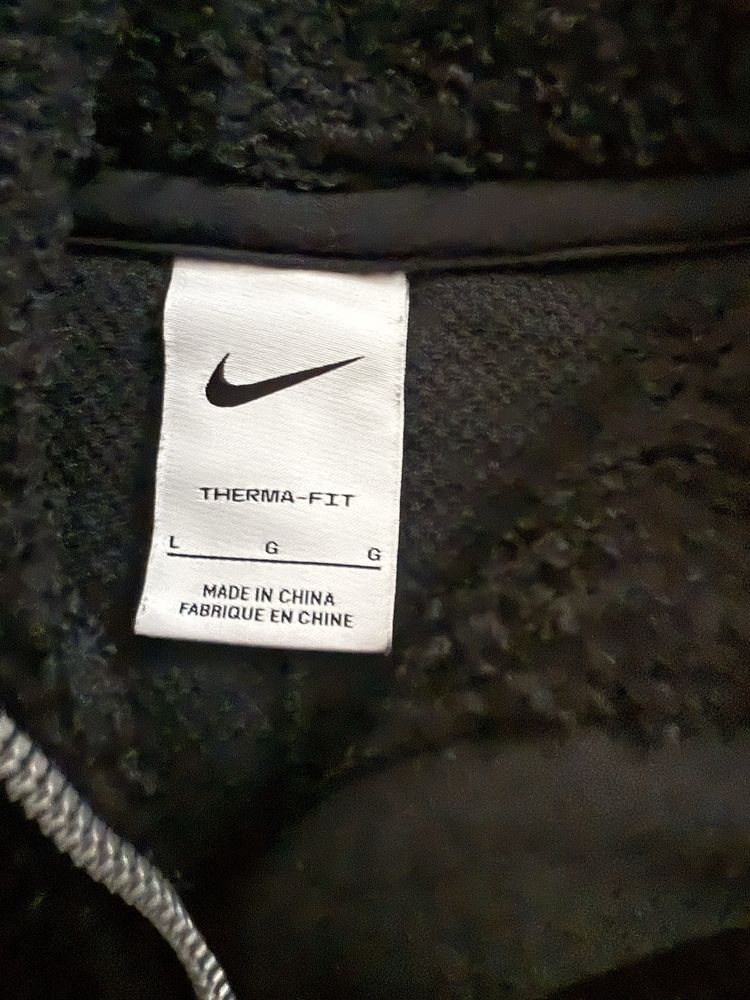 THERMA-FIT
L G G
MADE IN CHINA
FABRIQUE EN CHINE